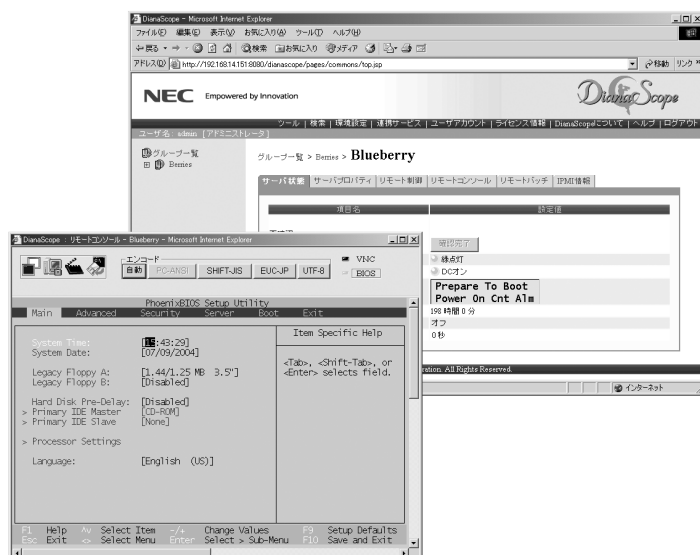 DianaScope - Microsoft Internet Explorer
ファイル(F) 編集(E) 表示(V) お気に入り(A) ツール(T) ヘルプ(H)
戻る 検索 お気に入り メディア
アドレス(D) http://192.168.14.151:8080/dianascope/pages/commons/top.jsp 移動 リンク »
NEC Empowered by Innovation DianaScope
ツール | 検索 | 環境設定 | 連携サービス | ユーザアカウント | ライセンス情報 | DianaScopeについて | ヘルプ | ログアウト
ユーザ名: admin [アドミニストレータ]
グループ一覧
Berries
グループ一覧 > Berries > Blueberry
サーバ状態 サーバプロパティ リモート制御 リモートコンソール リモートバッチ IPMI情報
項目名 設定値
確認完了
緑点灯
DCオン
Prepare To Boot
Power On Cnt Alm
198 時間 0 分
オフ
0 秒
ration. All Rights Reserved.
インターネット
DianaScope : リモートコンソール - Blueberry - Microsoft Internet Explorer
エンコード
自動 PC-ANSI SHIFT-JIS EUC-JP UTF-8
VNC
BIOS
PhoenixBIOS Setup Utility
Main Advanced Security Server Boot Exit
Item Specific Help
System Time: :43:29]
System Date: [07/09/2004]
<Tab>, <Shift-Tab>, or
<Enter> selects field.
Legacy Floppy A: [1.44/1.25 MB 3.5"]
Legacy Floppy B: [Disabled]
Hard Disk Pre-Delay: [Disabled]
> Primary IDE Master [CD-ROM]
> Primary IDE Slave [None]
> Processor Settings
Language: [English (US)]
F1 Help ^v Select Item -/+ Change Values F9 Setup Defaults
Esc Exit <> Select Menu Enter Select > Sub-Menu F10 Save and Exit